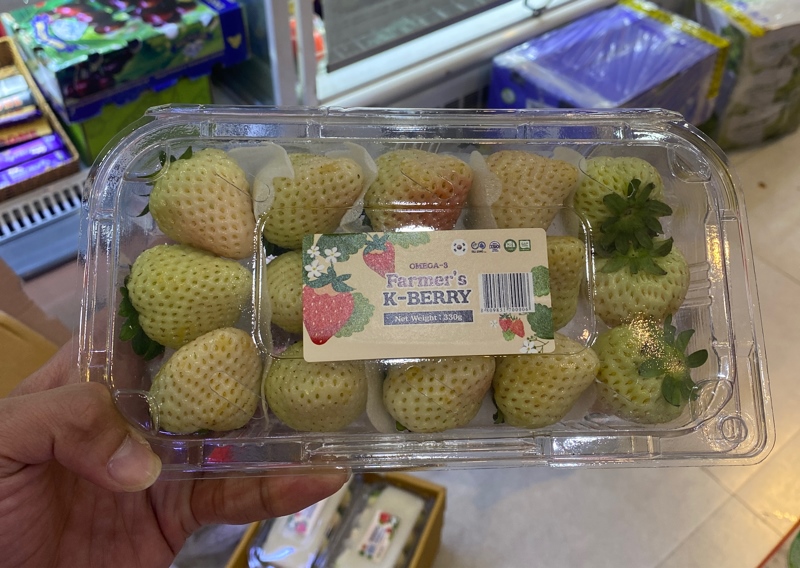 OMEGA-3
Farmer's
K-BERRY
Net Weight : 330g